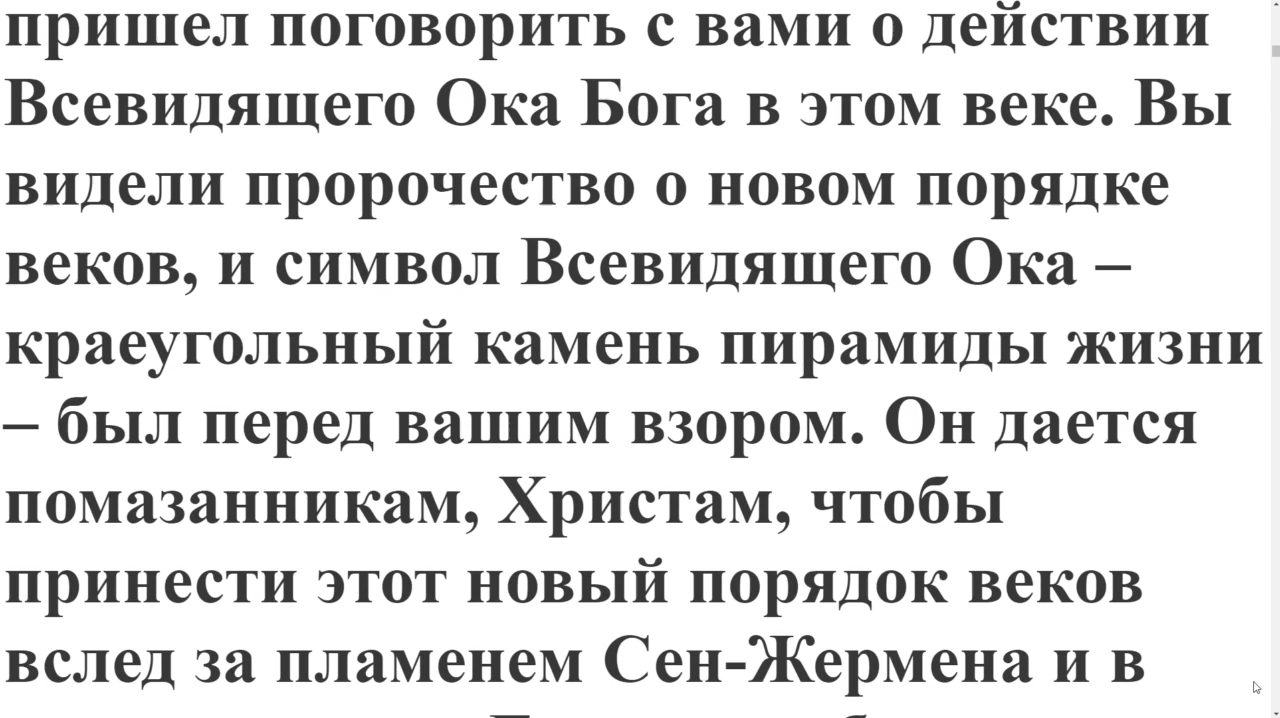 пришел поговорить с вами о действии
Всевидящего Ока Бога в этом веке. Вы
видели пророчество о новом порядке
веков, и символ Всевидящего Ока –
краеугольный камень пирамиды жизни
– был перед вашим взором. Он дается
помазанникам, Христам, чтобы
принести этот новый порядок веков
вслед за пламенем Сен-Жермена и в